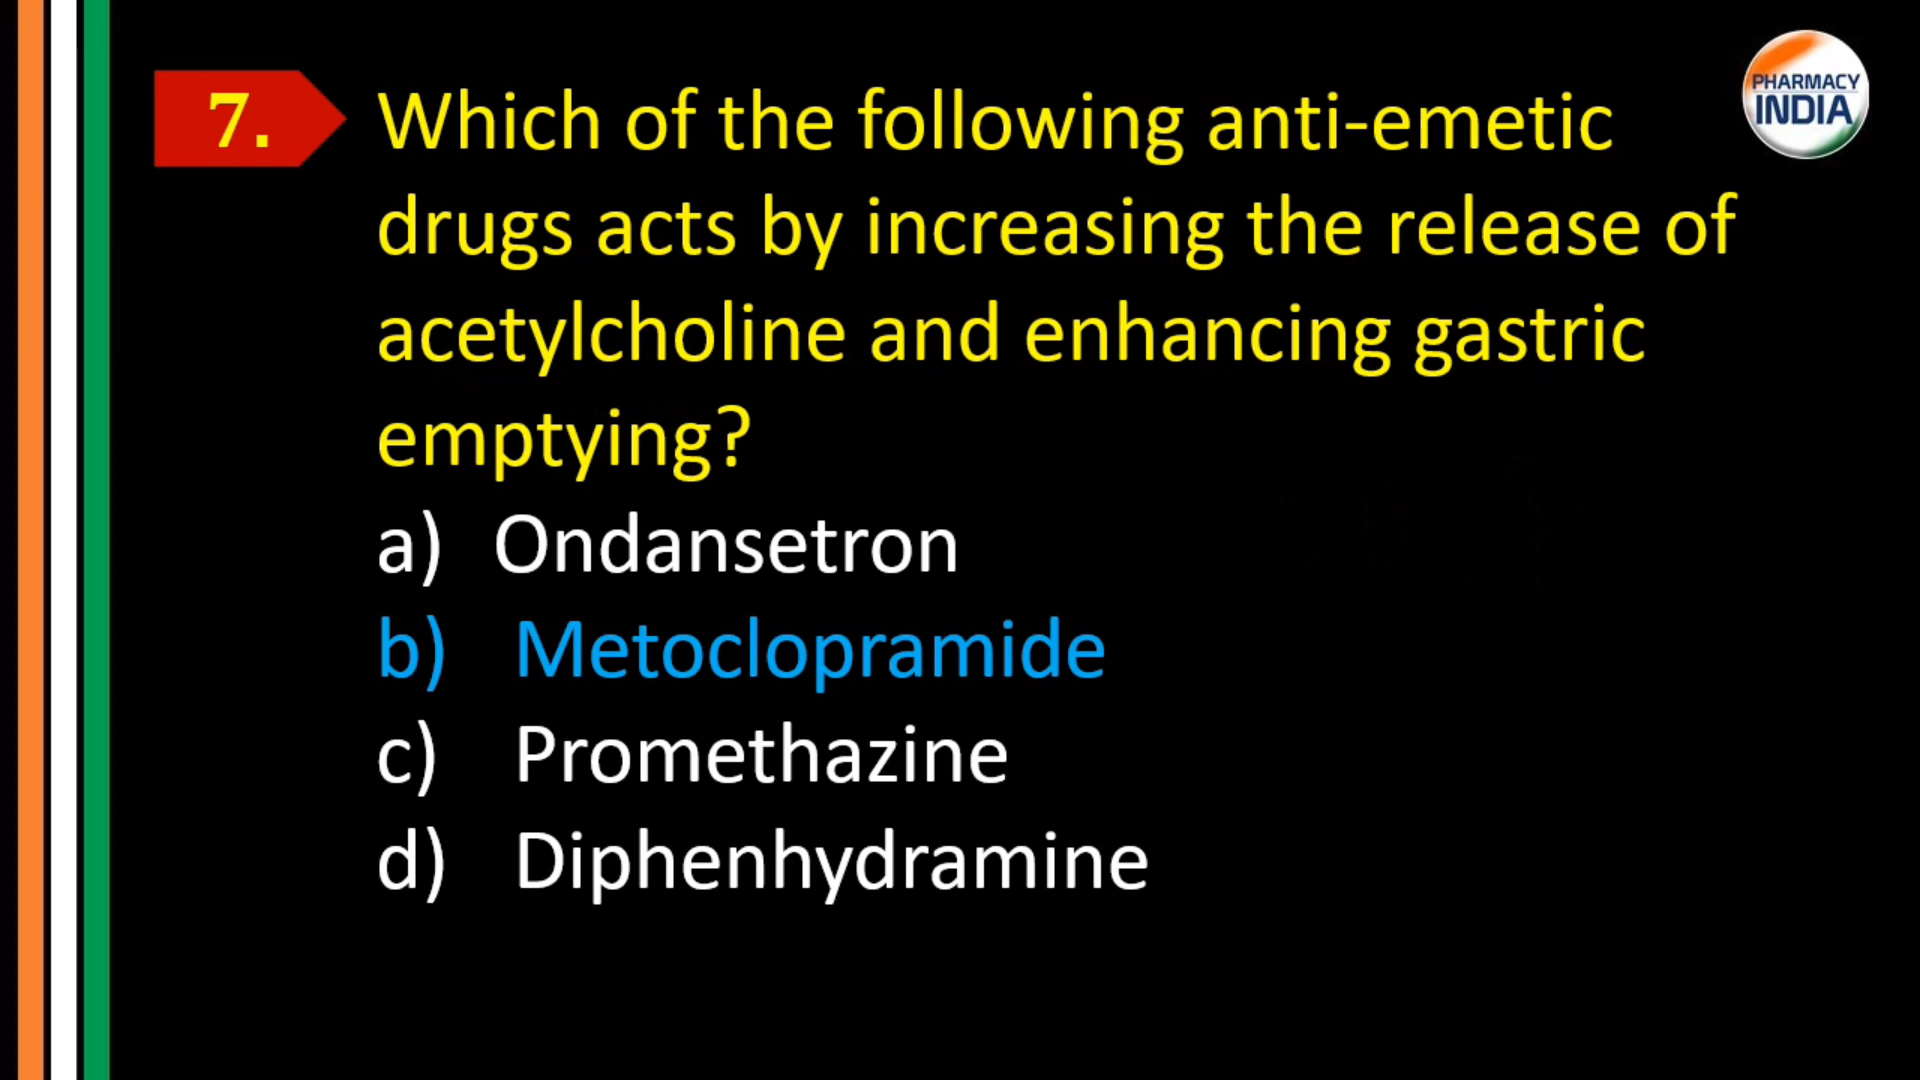 PHARMACY
INDIA
7. Which of the following anti-emetic
drugs acts by increasing the release of
acetylcholine and enhancing gastric
emptying?
a) Ondansetron
b) Metoclopramide
c) Promethazine
d) Diphenhydramine